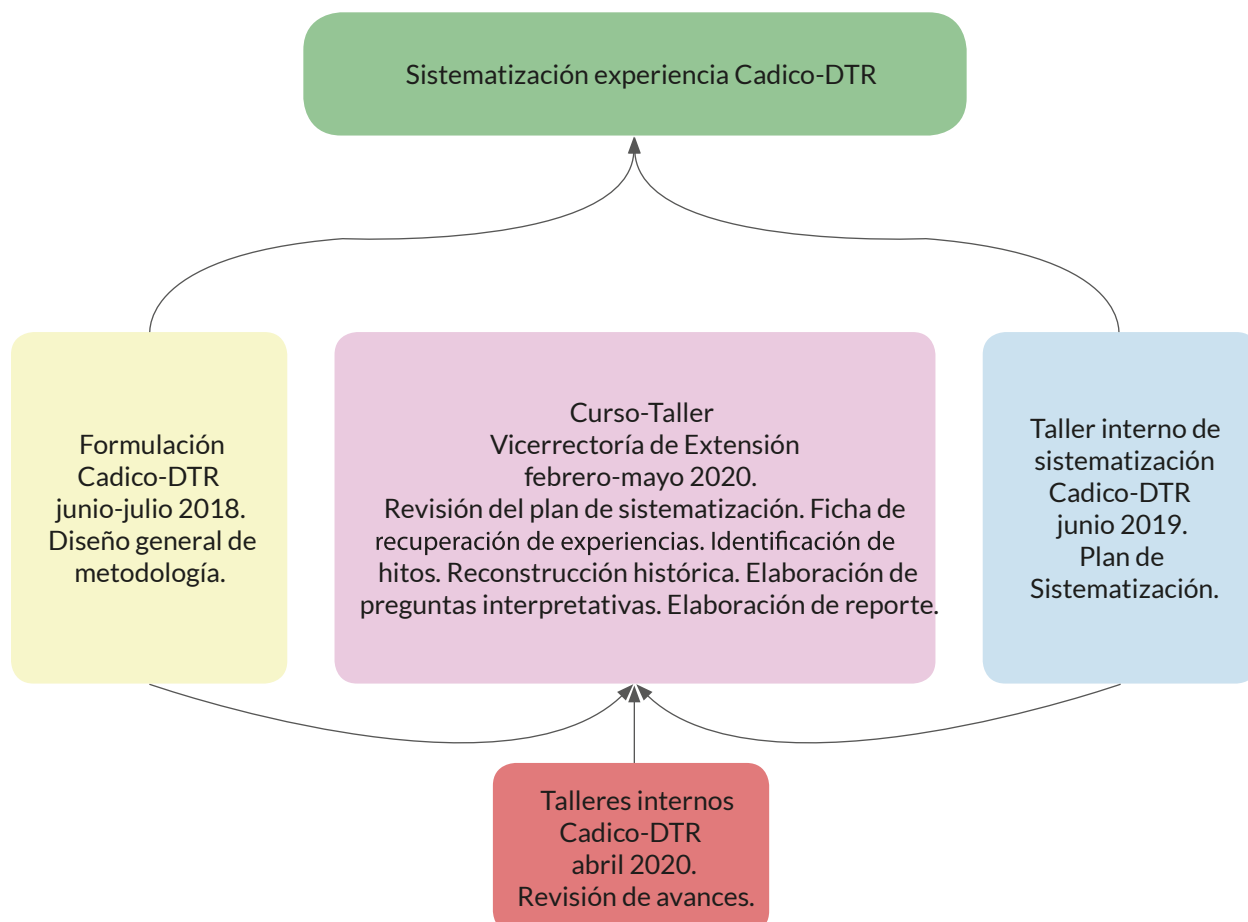 Sistematización experiencia Cadico-DTR
Formulación
Cadico-DTR
junio-julio 2018.
Diseño general de
metodología.
Curso-Taller
Vicerrectoría de Extensión
febrero-mayo 2020.
Revisión del plan de sistematización. Ficha de
recuperación de experiencias. Identificación de
hitos. Reconstrucción histórica. Elaboración de
preguntas interpretativas. Elaboración de reporte.
Taller interno de
sistematización
Cadico-DTR
junio 2019.
Plan de
Sistematización.
Talleres internos
Cadico-DTR
abril 2020.
Revisión de avances.